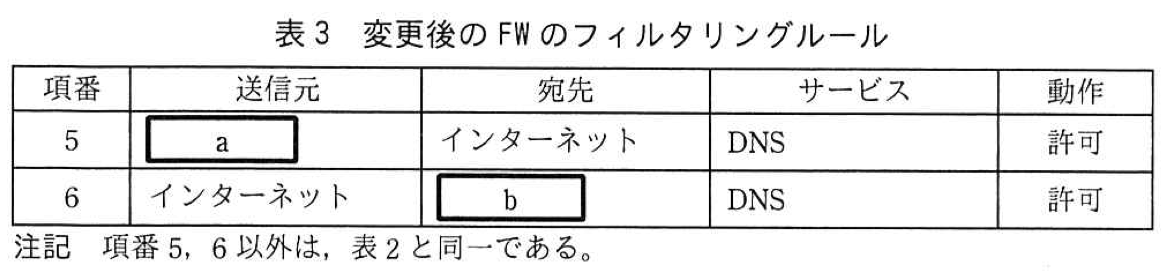 表3 変更後のFWのフィルタリングルール
項番 送信元 宛先 サービス 動作
5 a インターネット DNS 許可
6 インターネット b DNS 許可
注記 項番5，6以外は，表2と同一である。